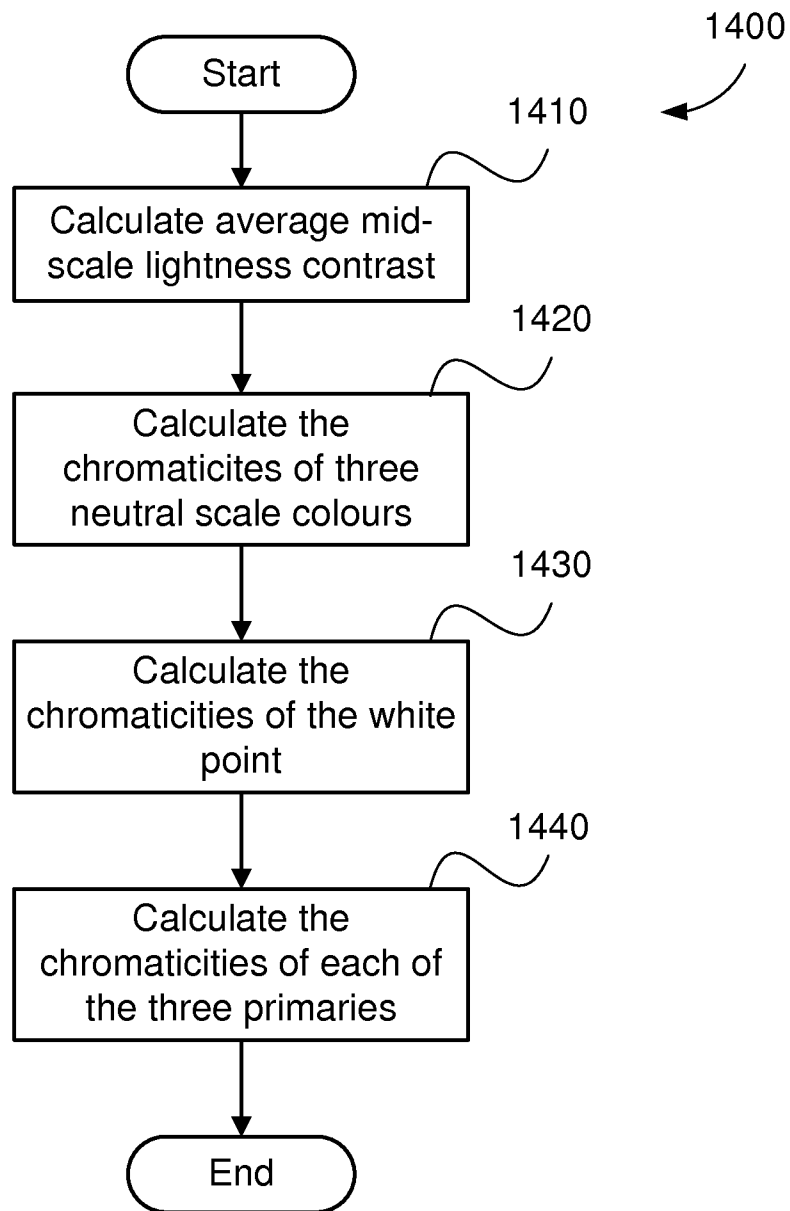 1400
Start
1410
Calculate average mid-
scale lightness contrast
1420
Calculate the
chromaticites of three
neutral scale colours
1430
Calculate the
chromaticities of the white
point
1440
Calculate the
chromaticities of each of
the three primaries
End